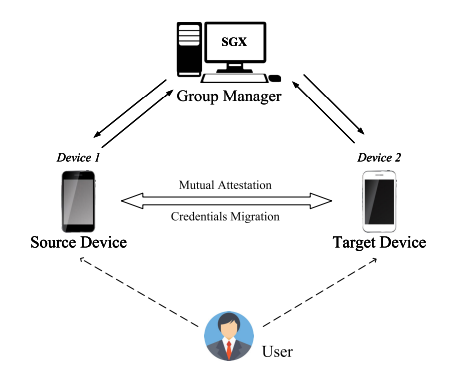 SGX
Group Manager
Device 1
Device 2
Mutual Attestation
Credentials Migration
Source Device
Target Device
User